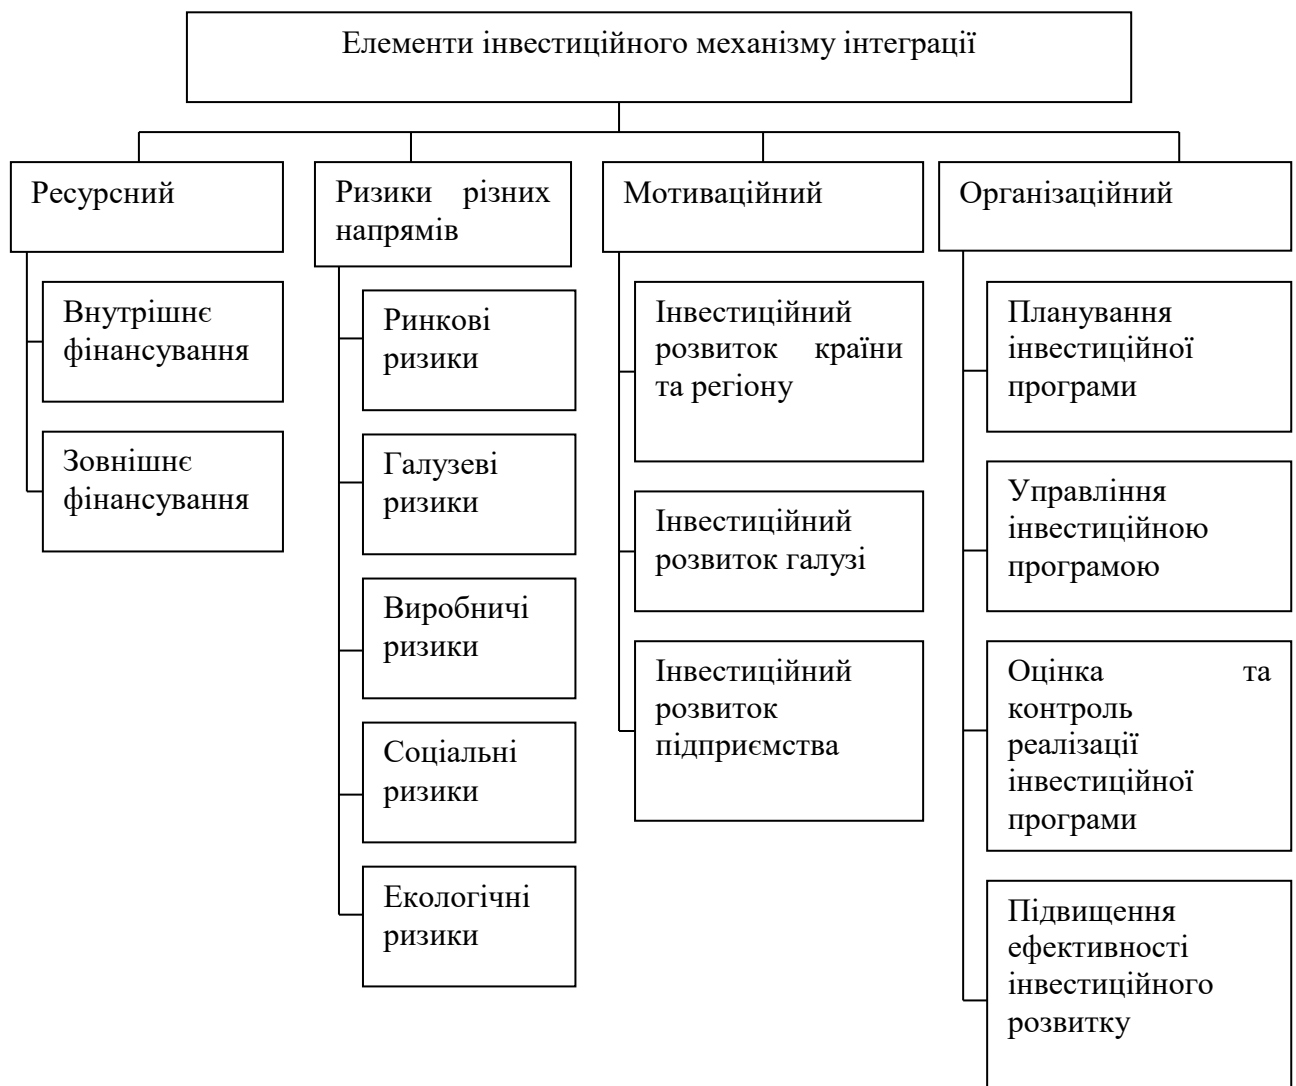 Елементи інвестиційного механізму інтеграції
Ресурсний
Внутрішнє
фінансування
Зовнішнє
фінансування
Ризики різних
напрямів
Ринкові
ризики
Галузеві
ризики
Виробничі
ризики
Соціальні
ризики
Екологічні
ризики
Мотиваційний
Інвестиційний
розвиток країни
та регіону
Інвестиційний
розвиток галузі
Інвестиційний
розвиток
підприємства
Організаційний
Планування
інвестиційної
програми
Управління
інвестиційною
програмою
Оцінка та
контроль
реалізації
інвестиційної
програми
Підвищення
ефективності
інвестиційного
розвитку